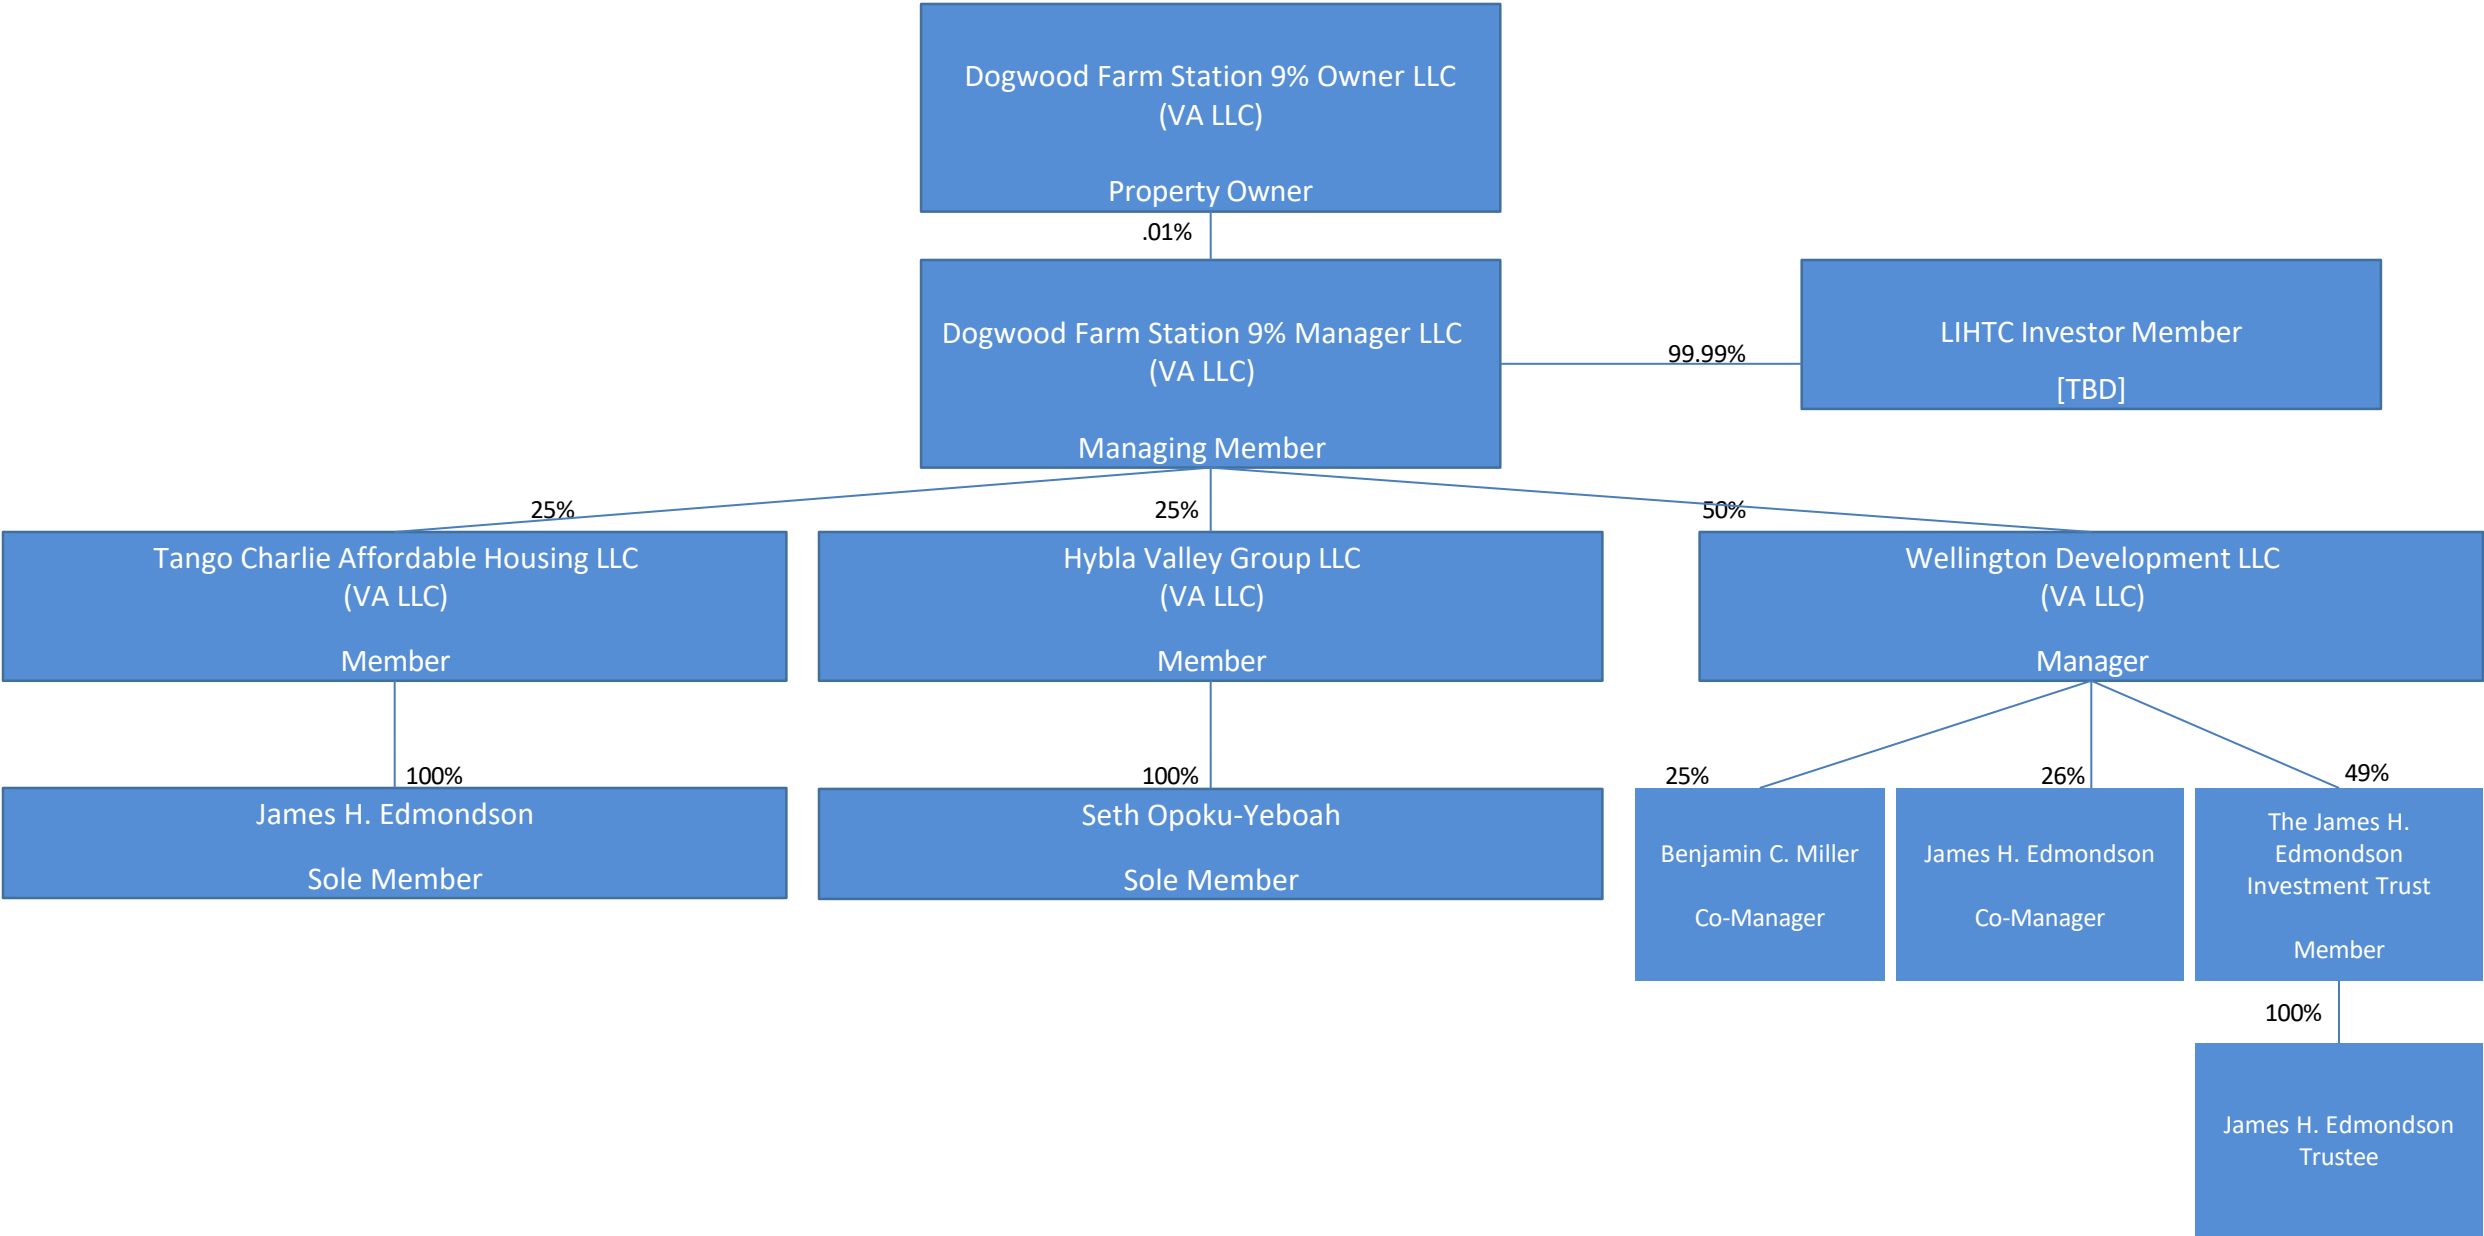 Dogwood Farm Station 9% Owner LLC
(VA LLC)
Property Owner
.01%
Dogwood Farm Station 9% Manager LLC
(VA LLC)
Managing Member
99.99%
LIHTC Investor Member
[TBD]
25%
25%
50%
Tango Charlie Affordable Housing LLC
(VA LLC)
Member
Hybla Valley Group LLC
(VA LLC)
Member
Wellington Development LLC
(VA LLC)
Manager
100%
James H. Edmondson
Sole Member
100%
Seth Opoku-Yeboah
Sole Member
25%
Benjamin C. Miller
Co-Manager
26%
James H. Edmondson
Co-Manager
49%
The James H.
Edmondson
Investment Trust
Member
100%
James H. Edmondson
Trustee